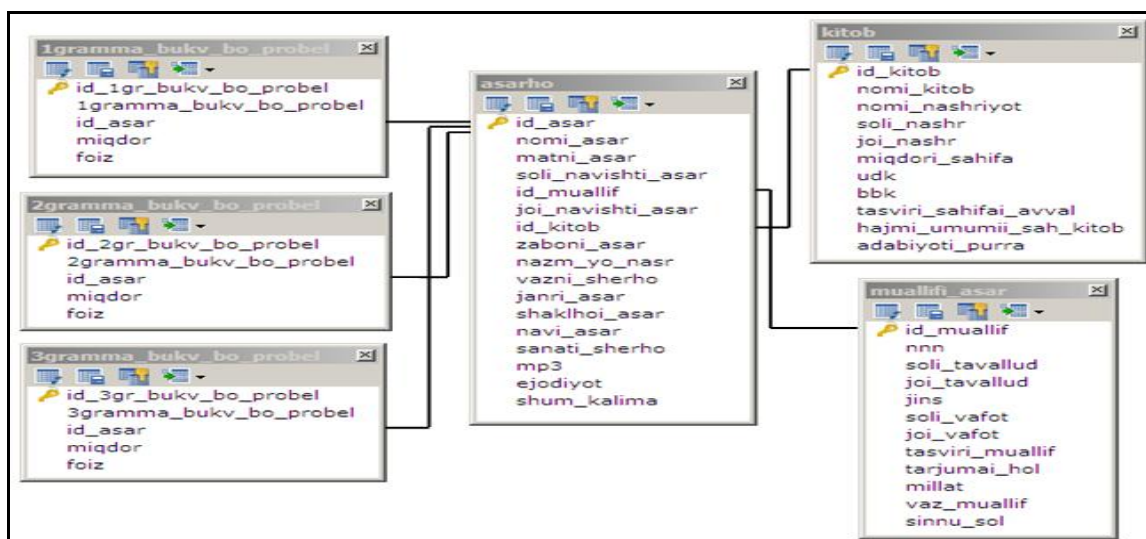 1gramma_bukv_bo_probel
id_1gr_bukv_bo_probel
1gramma_bukv_bo_probel
id_asar
miqdor
foiz
2gramma_bukv_bo_probel
id_2gr_bukv_bo_probel
2gramma_bukv_bo_probel
id_asar
miqdor
foiz
3gramma_bukv_bo_probel
id_3gr_bukv_bo_probel
3gramma_bukv_bo_probel
id_asar
miqdor
foiz
asarho
id_asar
nomi_asar
matni_asar
soli_navishti_asar
id_muallif
joi_navishti_asar
id_kitob
zaboni_asar
nazm_yo_nasr
vazni_sherho
janri_asar
shaklhoi_asar
navi_asar
sanati_sherho
mp3
ejodiyot
shum_kalima
kitob
id_kitob
nomi_kitob
nomi_nashriyot
soli_nashr
joi_nashr
miqdori_sahifa
udk
bbk
tasviri_sahifai_avval
hajmi_umumii_sah_kitob
adabiyoti_purra
muallifi_asar
id_muallif
nnn
soli_tavallud
joi_tavallud
jins
soli_vafot
joi_vafot
tasviri_muallif
tarjumai_hol
millat
vaz_muallif
sinnu_sol